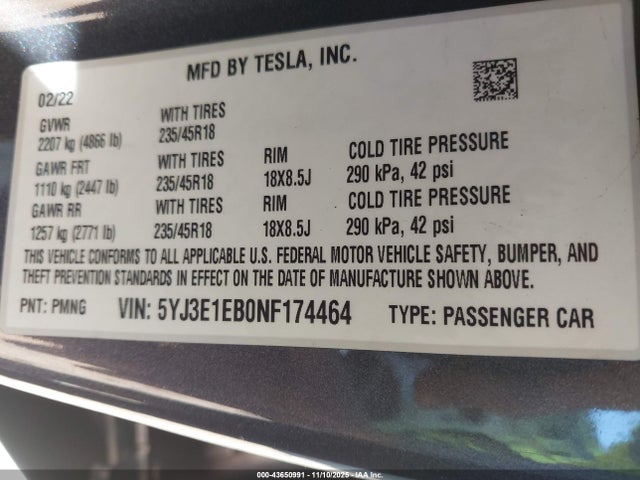 MFD BY TESLA, INC.
02/22
GVWR WITH TIRES
2207 kg (4866 lb) 235/45R18
GAWR FRT WITH TIRES RIM COLD TIRE PRESSURE
1110 kg (2447 lb) 235/45R18 18X8.5J 290 kPa, 42 psi
GAWR RR WITH TIRES RIM COLD TIRE PRESSURE
1257 kg (2771 lb) 235/45R18 18X8.5J 290 kPa, 42 psi
THIS VEHICLE CONFORMS TO ALL APPLICABLE U.S. FEDERAL MOTOR VEHICLE SAFETY, BUMPER, AND
THEFT PREVENTION STANDARDS IN EFFECT ON THE DATE OF MANUFACTURE SHOWN ABOVE.
PNT: PMNG VIN: 5YJ3E1EB0NF174464 TYPE: PASSENGER CAR
000-43650991 - 11/10/2025 - IAA Inc.